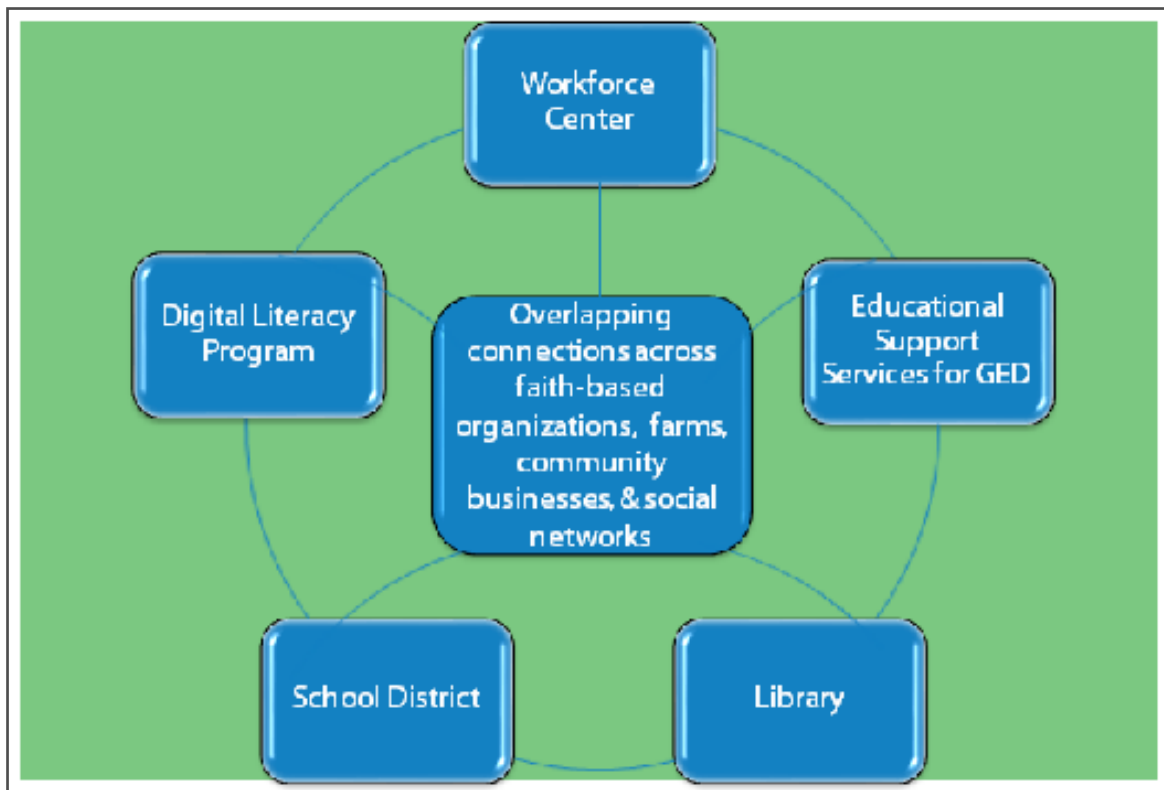 Workforce
Center
Digital Literacy
Program
Overlapping
connections across
faith-based
organizations, farms,
community
businesses, & social
networks
Educational
Support
Services for GED
School District
Library